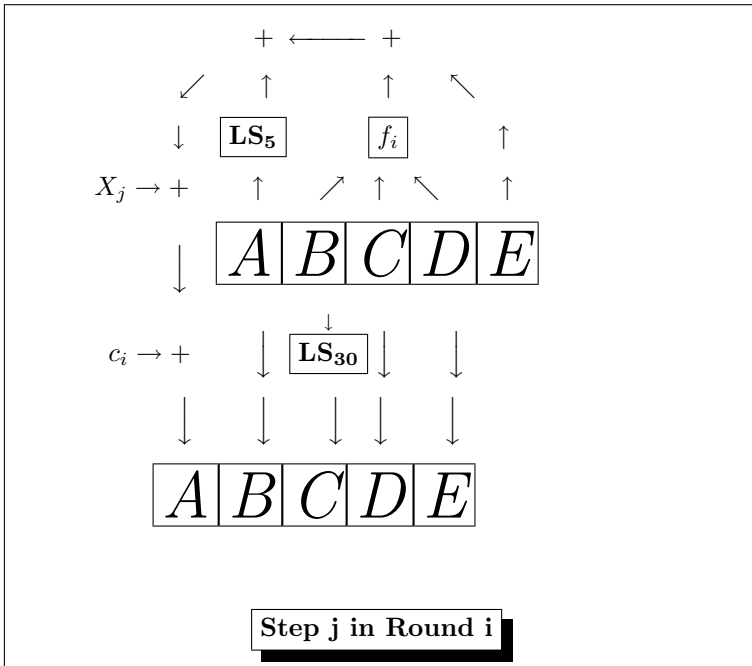 + ← +
↙ ↑ ↑ ↖
↓ LS₅ ↑ fᵢ ↑
Xⱼ → + ↑ ↗ ↑ ↖ ↑
A B C D E
↓
↓
cᵢ → + ↓ LS₃₀ ↓ ↓
↓ ↓ ↓ ↓ ↓
A B C D E
Step j in Round i